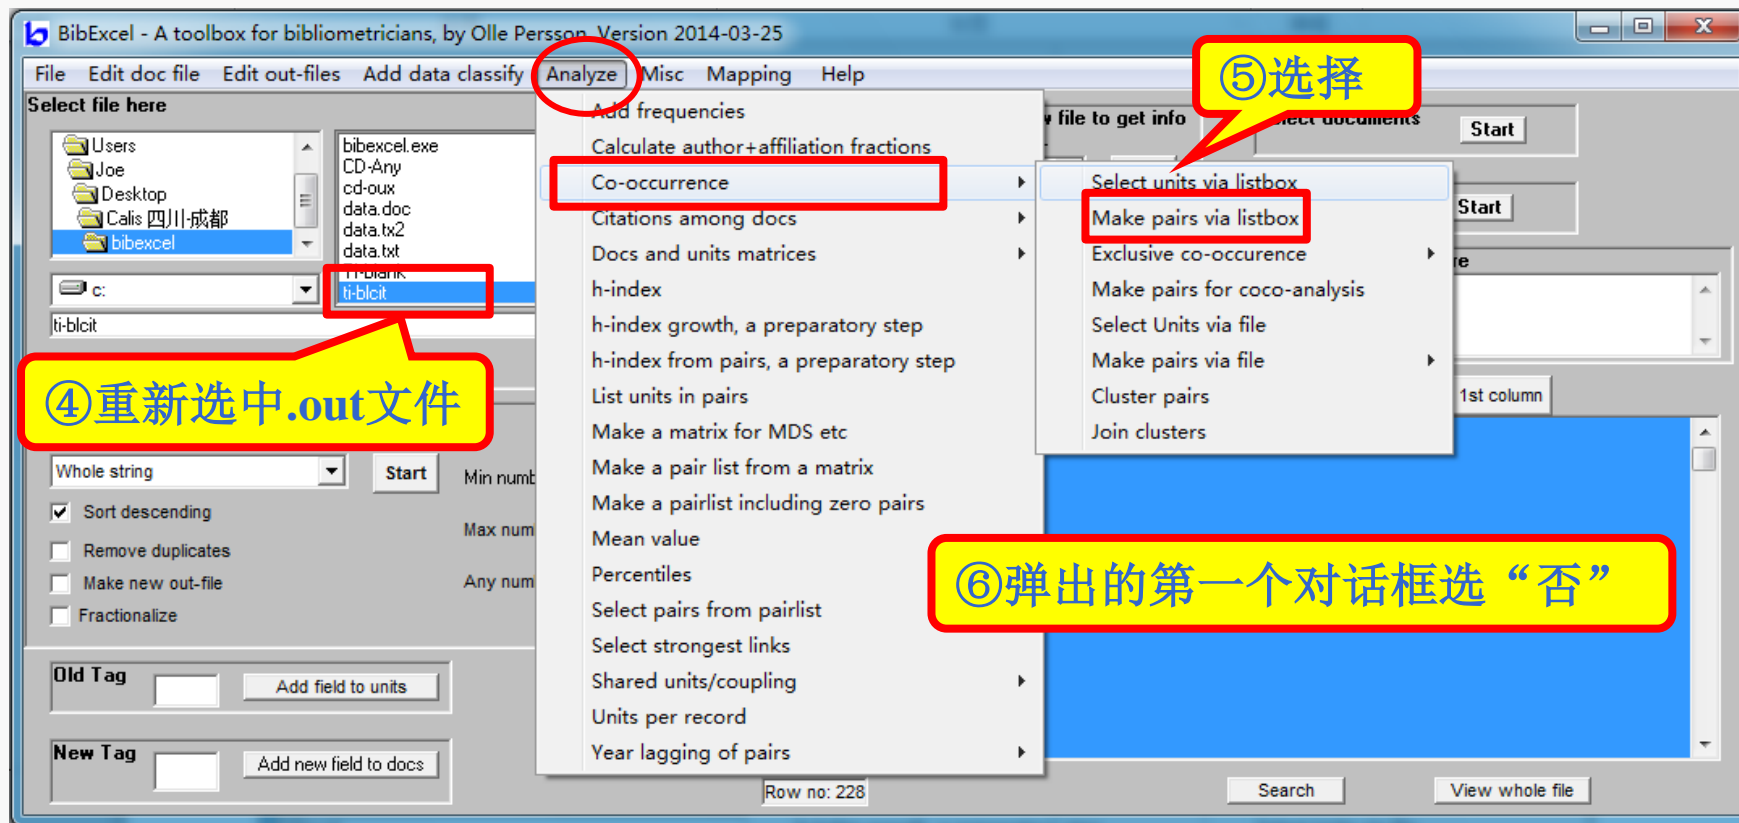 BibExcel - A toolbox for bibliometricians, by Olle Persson, Version 2014-03-25
File Edit doc file Edit out-files Add data classify Analyze Misc Mapping Help
⑤选择
Select file here
file to get info
documents
Start
Users
Joe
Desktop
Calis 四川-成都
bibexcel
bibexcel.exe
CD-Any
cd-oux
data.doc
data.tx2
data.txt
ti-blcit
c:
ti-blcit
④重新选中.out文件
Add frequencies
Calculate author+affiliation fractions
Co-occurrence
Citations among docs
Docs and units matrices
h-index
h-index growth, a preparatory step
h-index from pairs, a preparatory step
List units in pairs
Make a matrix for MDS etc
Make a pair list from a matrix
Make a pairlist including zero pairs
Mean value
Percentiles
Select pairs from pairlist
Select strongest links
Shared units/coupling
Units per record
Year lagging of pairs
Select units via listbox
Make pairs via listbox
Exclusive co-occurence
Make pairs for coco-analysis
Select Units via file
Make pairs via file
Cluster pairs
Join clusters
Start
1st column
Whole string
Start
Min numb
Sort descending
Max num
Remove duplicates
Make new out-file
Any num
Fractionalize
⑥弹出的第一个对话框选“否”
Old Tag
Add field to units
New Tag
Add new field to docs
Row no: 228
Search
View whole file